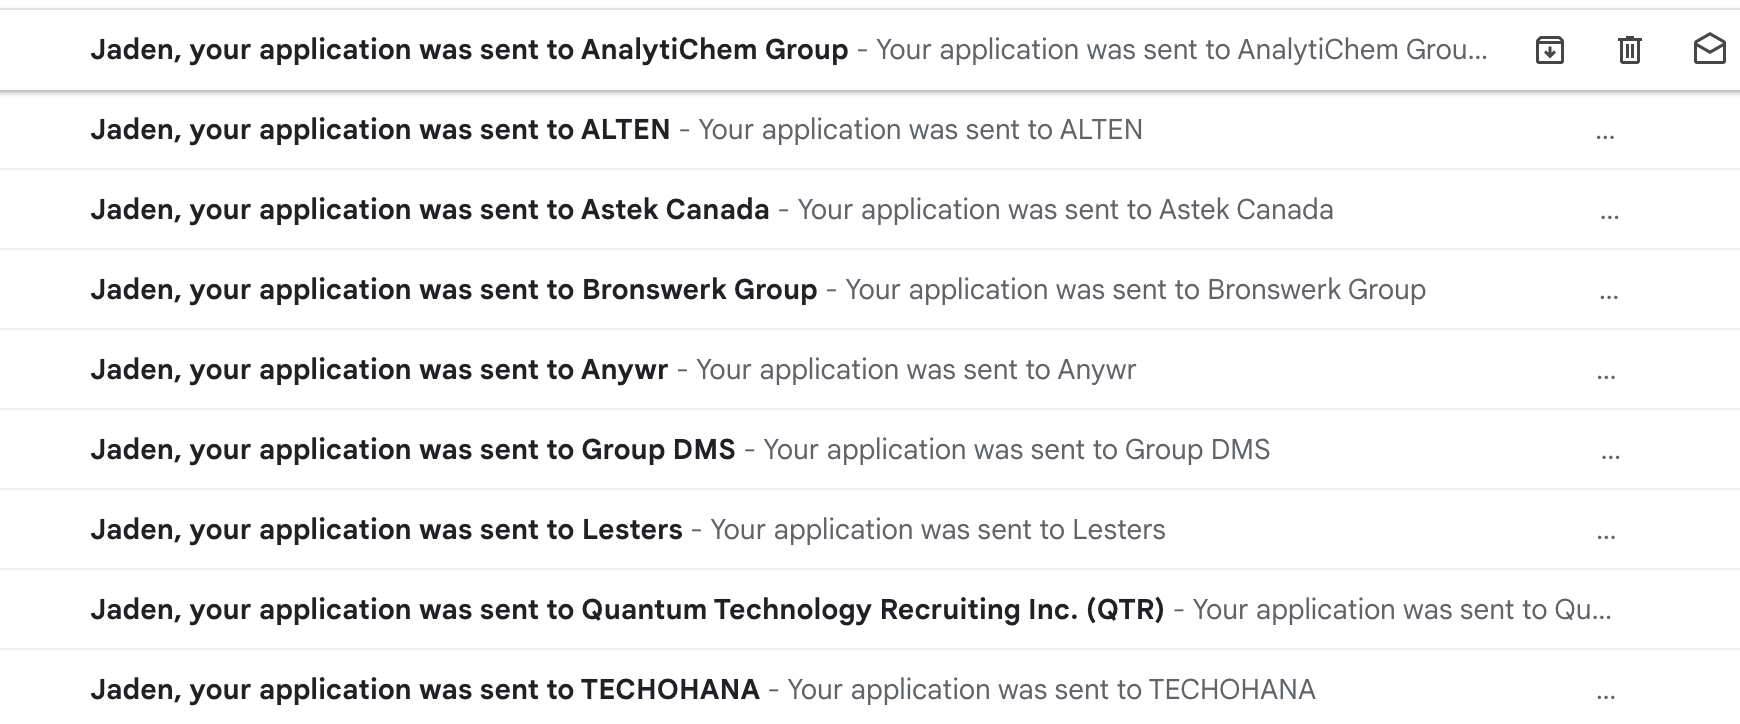 Jaden, your application was sent to AnalytiChem Group - Your application was sent to AnalytiChem Grou...
Jaden, your application was sent to ALTEN - Your application was sent to ALTEN ...
Jaden, your application was sent to Astek Canada - Your application was sent to Astek Canada ...
Jaden, your application was sent to Bronswerk Group - Your application was sent to Bronswerk Group ...
Jaden, your application was sent to Anywr - Your application was sent to Anywr ...
Jaden, your application was sent to Group DMS - Your application was sent to Group DMS ...
Jaden, your application was sent to Lesters - Your application was sent to Lesters ...
Jaden, your application was sent to Quantum Technology Recruiting Inc. (QTR) - Your application was sent to Qu...
Jaden, your application was sent to TECHOHANA - Your application was sent to TECHOHANA ...